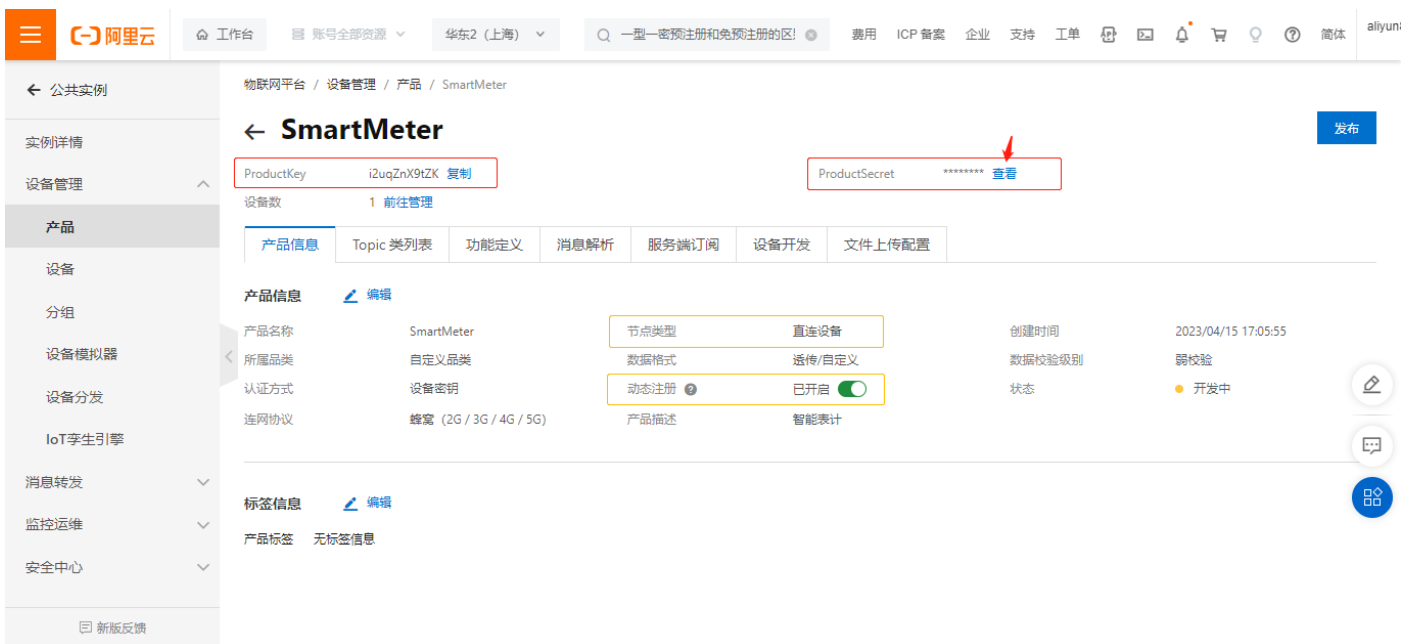 阿里云 工作台 账号全部资源 华东2（上海） 一型一密预注册和免预注册的区 费用 ICP 备案 企业 支持 工单 简体 aliyun
公共实例
实例详情
设备管理
产品
设备
分组
设备模拟器
设备分发
IoT孪生引擎
消息转发
监控运维
安全中心
新版反馈
物联网平台 / 设备管理 / 产品 / SmartMeter
SmartMeter 发布
ProductKey i2uqZnX9tZK 复制 ProductSecret ******** 查看
设备数 1 前往管理
产品信息 Topic 类列表 功能定义 消息解析 服务端订阅 设备开发 文件上传配置
产品信息 编辑
产品名称 SmartMeter 节点类型 直连设备 创建时间 2023/04/15 17:05:55
所属品类 自定义品类 数据格式 透传/自定义 数据校验级别 弱校验
认证方式 设备密钥 动态注册 已开启 状态 开发中
连网协议 蜂窝（2G / 3G / 4G / 5G） 产品描述 智能表计
标签信息 编辑
产品标签 无标签信息